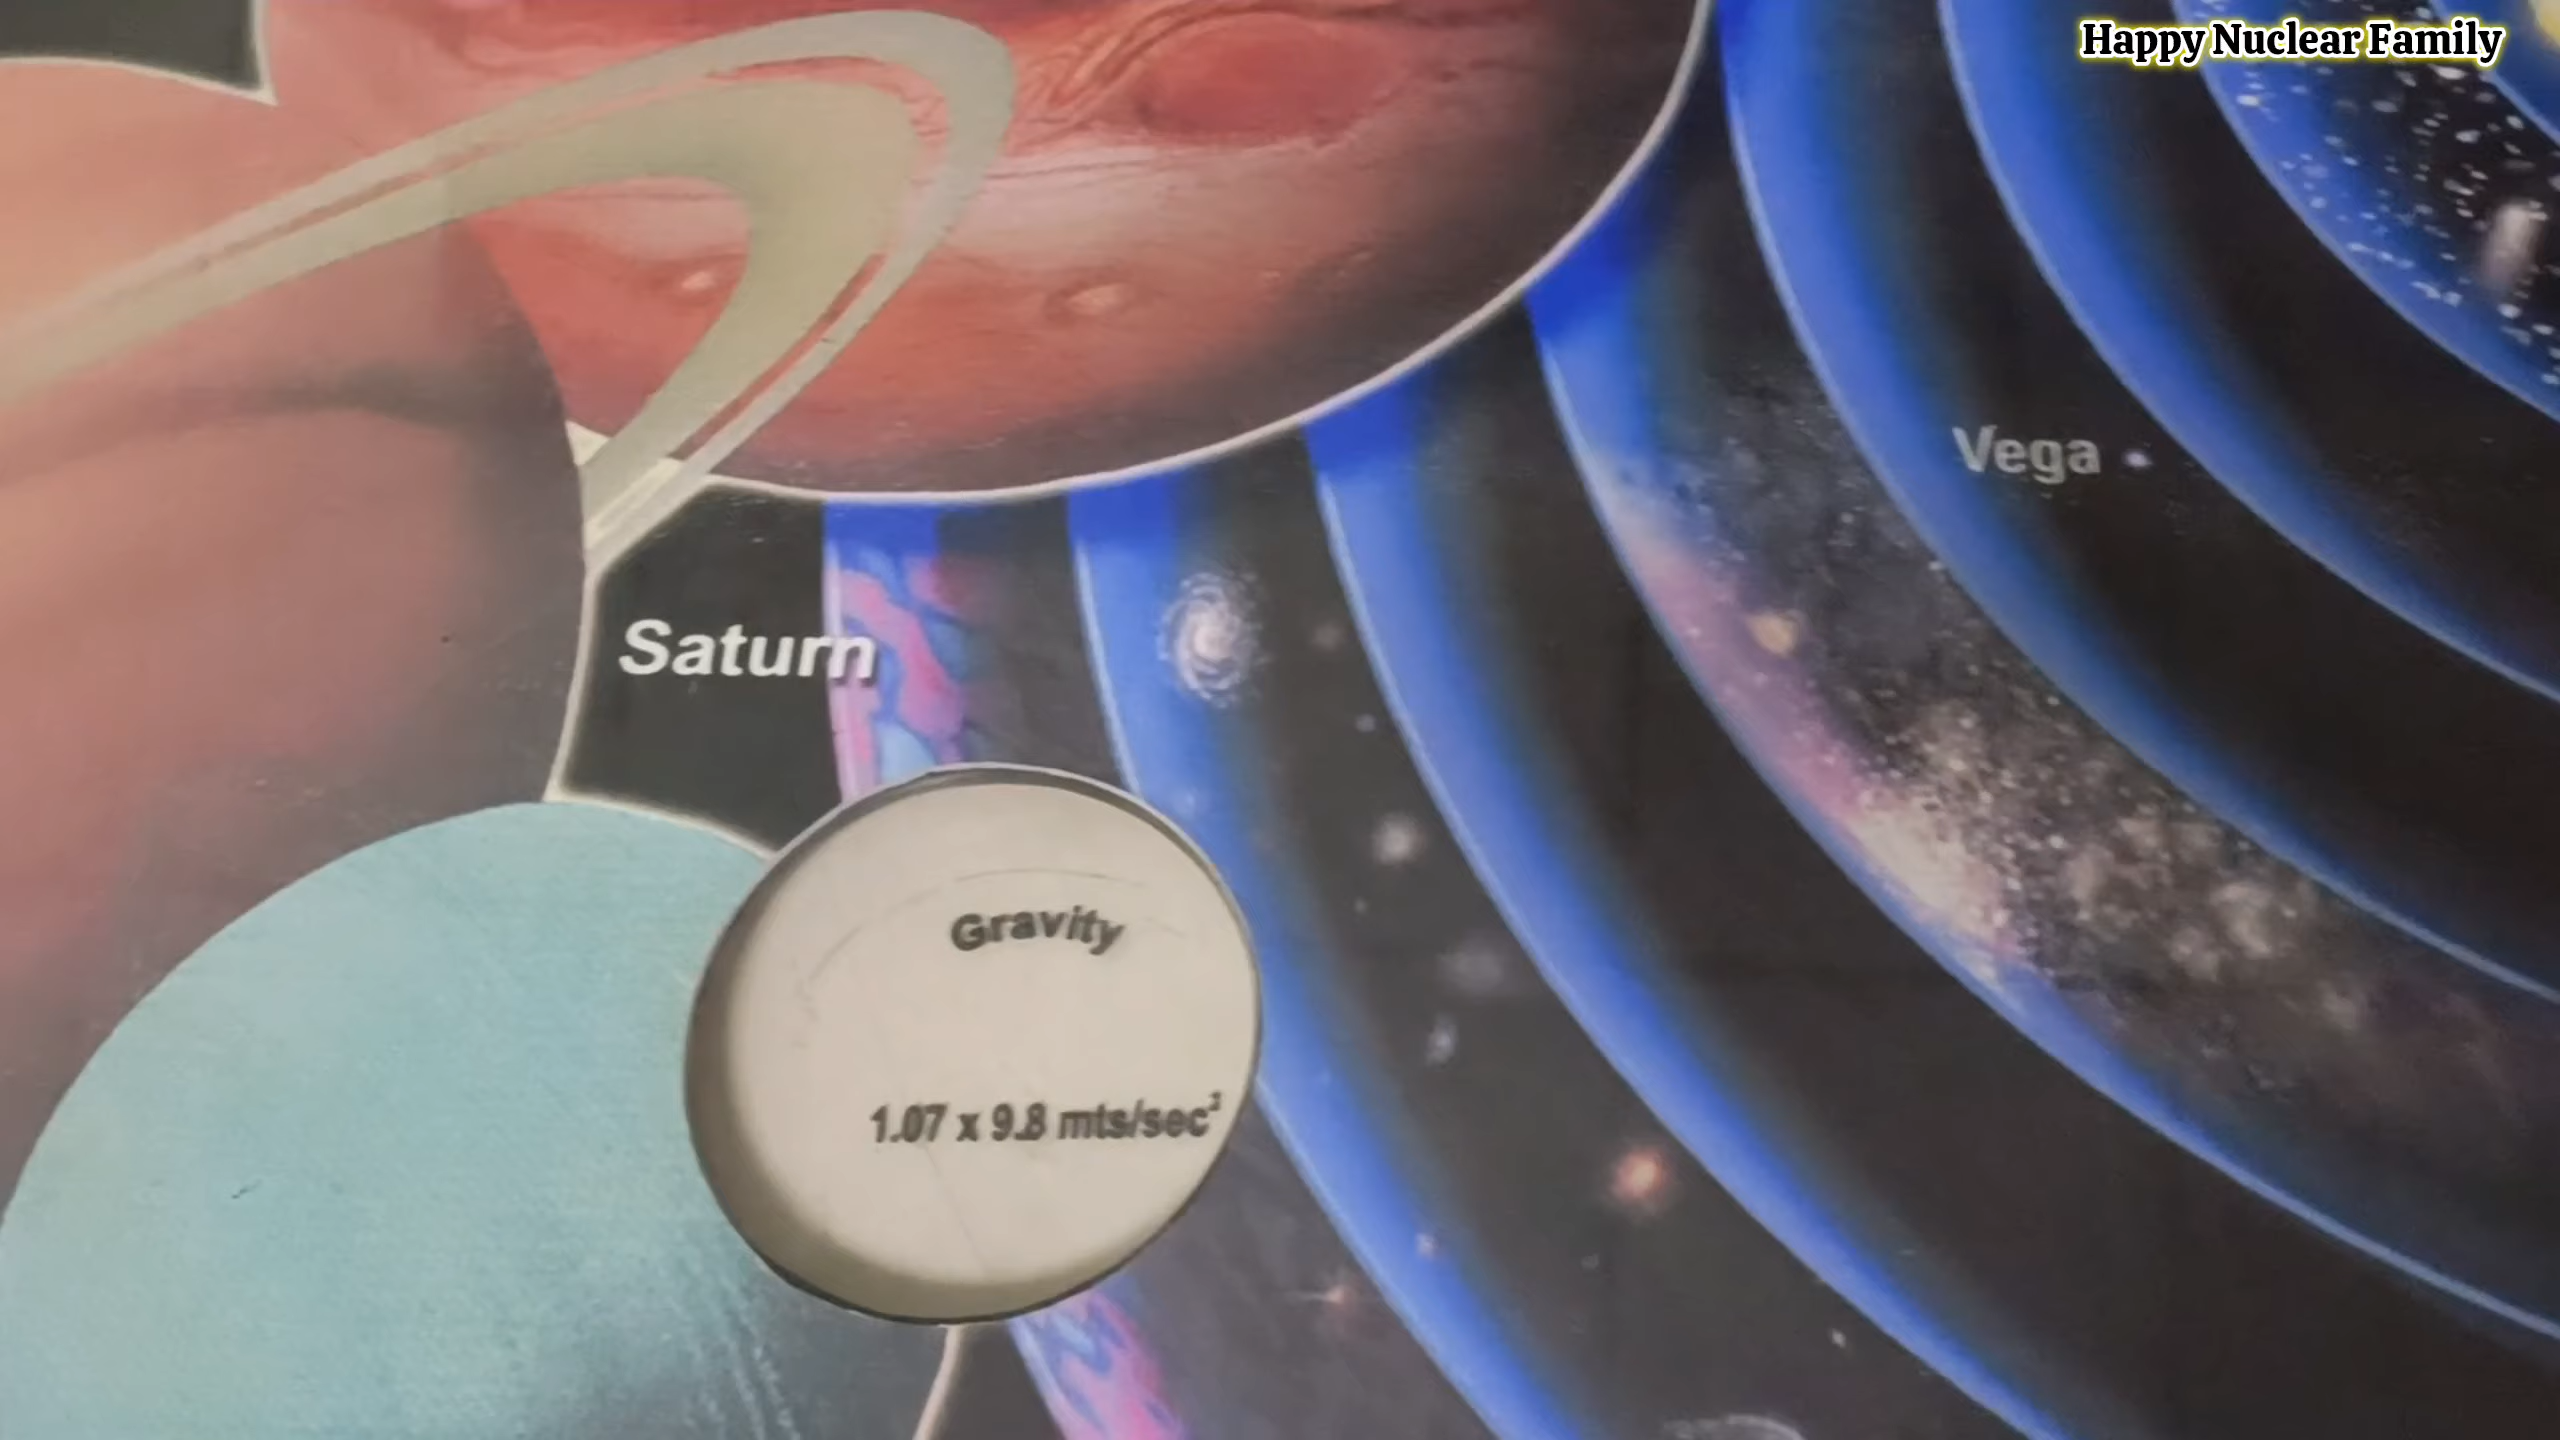 Happy Nuclear Family
Vega
Saturn
Gravity
1.07 x 9.8 mts/sec²